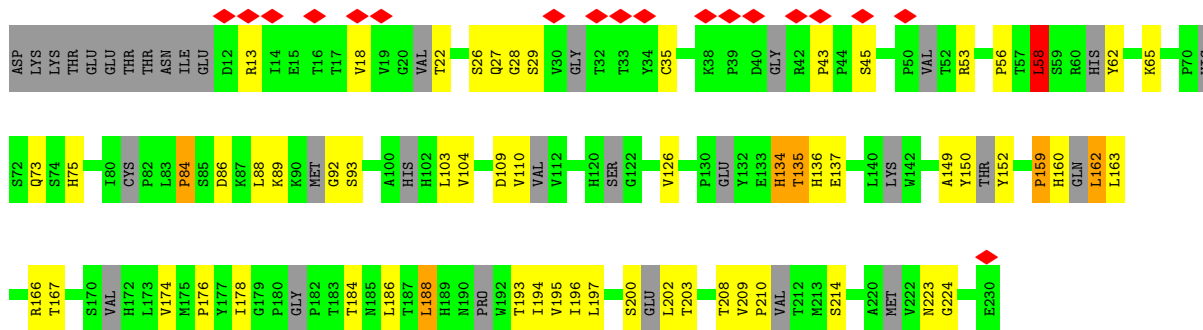 ASP LYS LYS THR GLU GLU THR THR ASN ILE GLU D12 R13 I14 E15 T16 T17 V18 V19 G20 VAL T22 S26 Q27 G28 S29 V30 GLY T32 T33 Y34 C35 K38 P39 D40 GLY R42 P43 P44 S45 P50 VAL T52 R53 P56 T57 L58 S59 R60 HIS Y62 K65 P70
S72 Q73 S74 H75 I80 CYS P82 L83 P84 S85 D86 K87 L88 K89 K90 MET G92 S93 A100 HIS H102 L103 V104 D109 V110 VAL V112 H120 SER G122 V126 P130 GLU Y132 E133 H134 T135 H136 E137 L140 LYS W142 A149 Y150 THR Y152 P159 H160 GLN L162 L163
R166 T167 S170 VAL H172 L173 V174 M175 P176 Y177 I178 G179 P180 GLY P182 T183 T184 N185 L186 T187 L188 H189 N190 PRO W192 T193 I194 V195 I196 L197 S200 GLU L202 T203 T208 V209 P210 VAL T212 M213 S214 A220 MET V222 N223 G224 E230